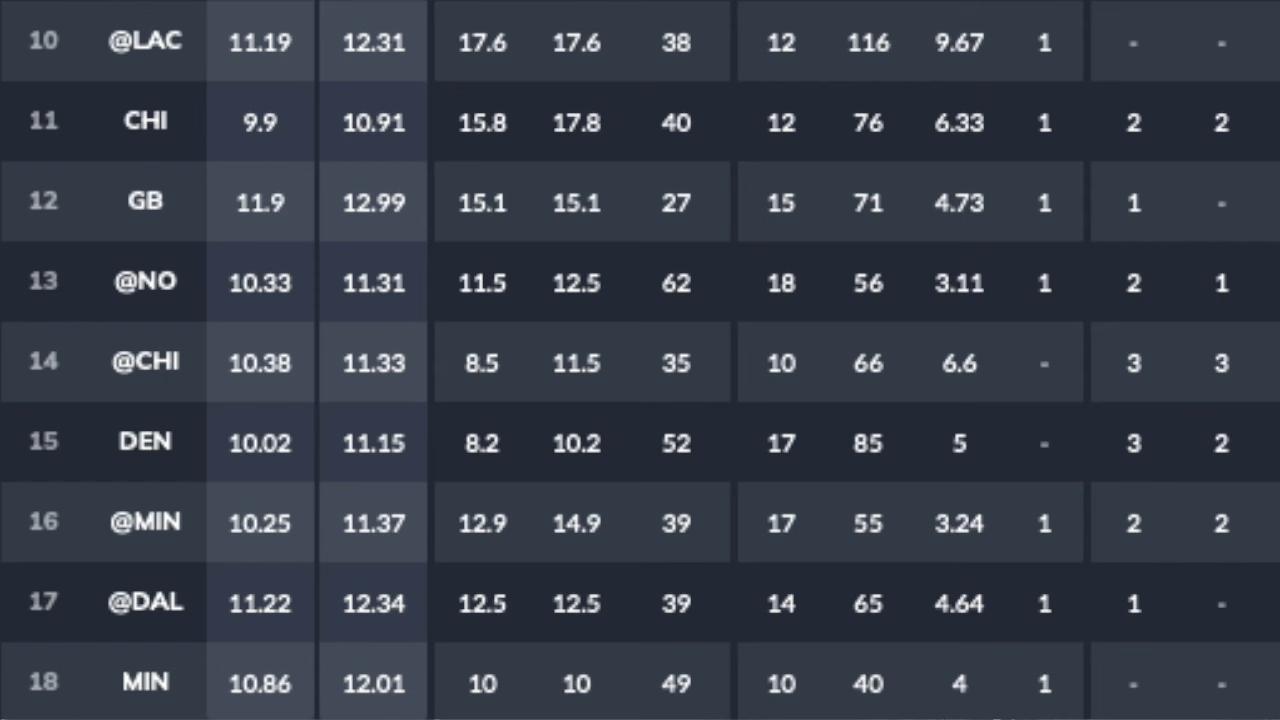 10 @LAC 11.19 12.31 17.6 17.6 38 12 116 9.67 1 - -
11 CHI 9.9 10.91 15.8 17.8 40 12 76 6.33 1 2 2
12 GB 11.9 12.99 15.1 15.1 27 15 71 4.73 1 1 -
13 @NO 10.33 11.31 11.5 12.5 62 18 56 3.11 1 2 1
14 @CHI 10.38 11.33 8.5 11.5 35 10 66 6.6 - 3 3
15 DEN 10.02 11.15 8.2 10.2 52 17 85 5 - 3 2
16 @MIN 10.25 11.37 12.9 14.9 39 17 55 3.24 1 2 2
17 @DAL 11.22 12.34 12.5 12.5 39 14 65 4.64 1 1 -
18 MIN 10.86 12.01 10 10 49 10 40 4 1 - -